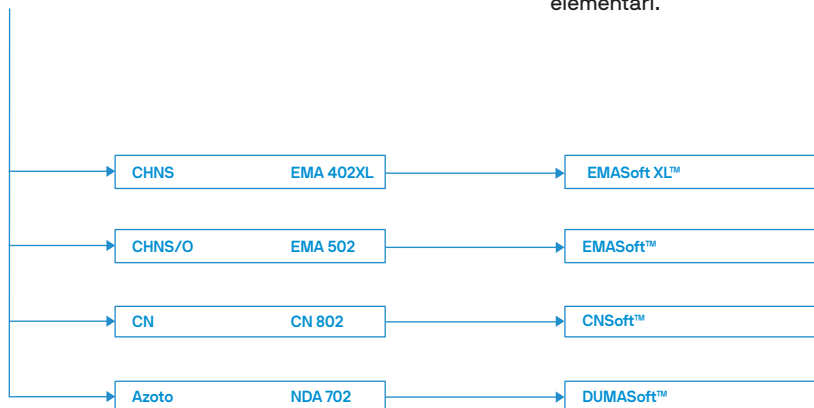 elementari.
CHNS EMA 402XL EMASoft XL™
CHNS/O EMA 502 EMASoft™
CN CN 802 CNSoft™
Azoto NDA 702 DUMASoft™